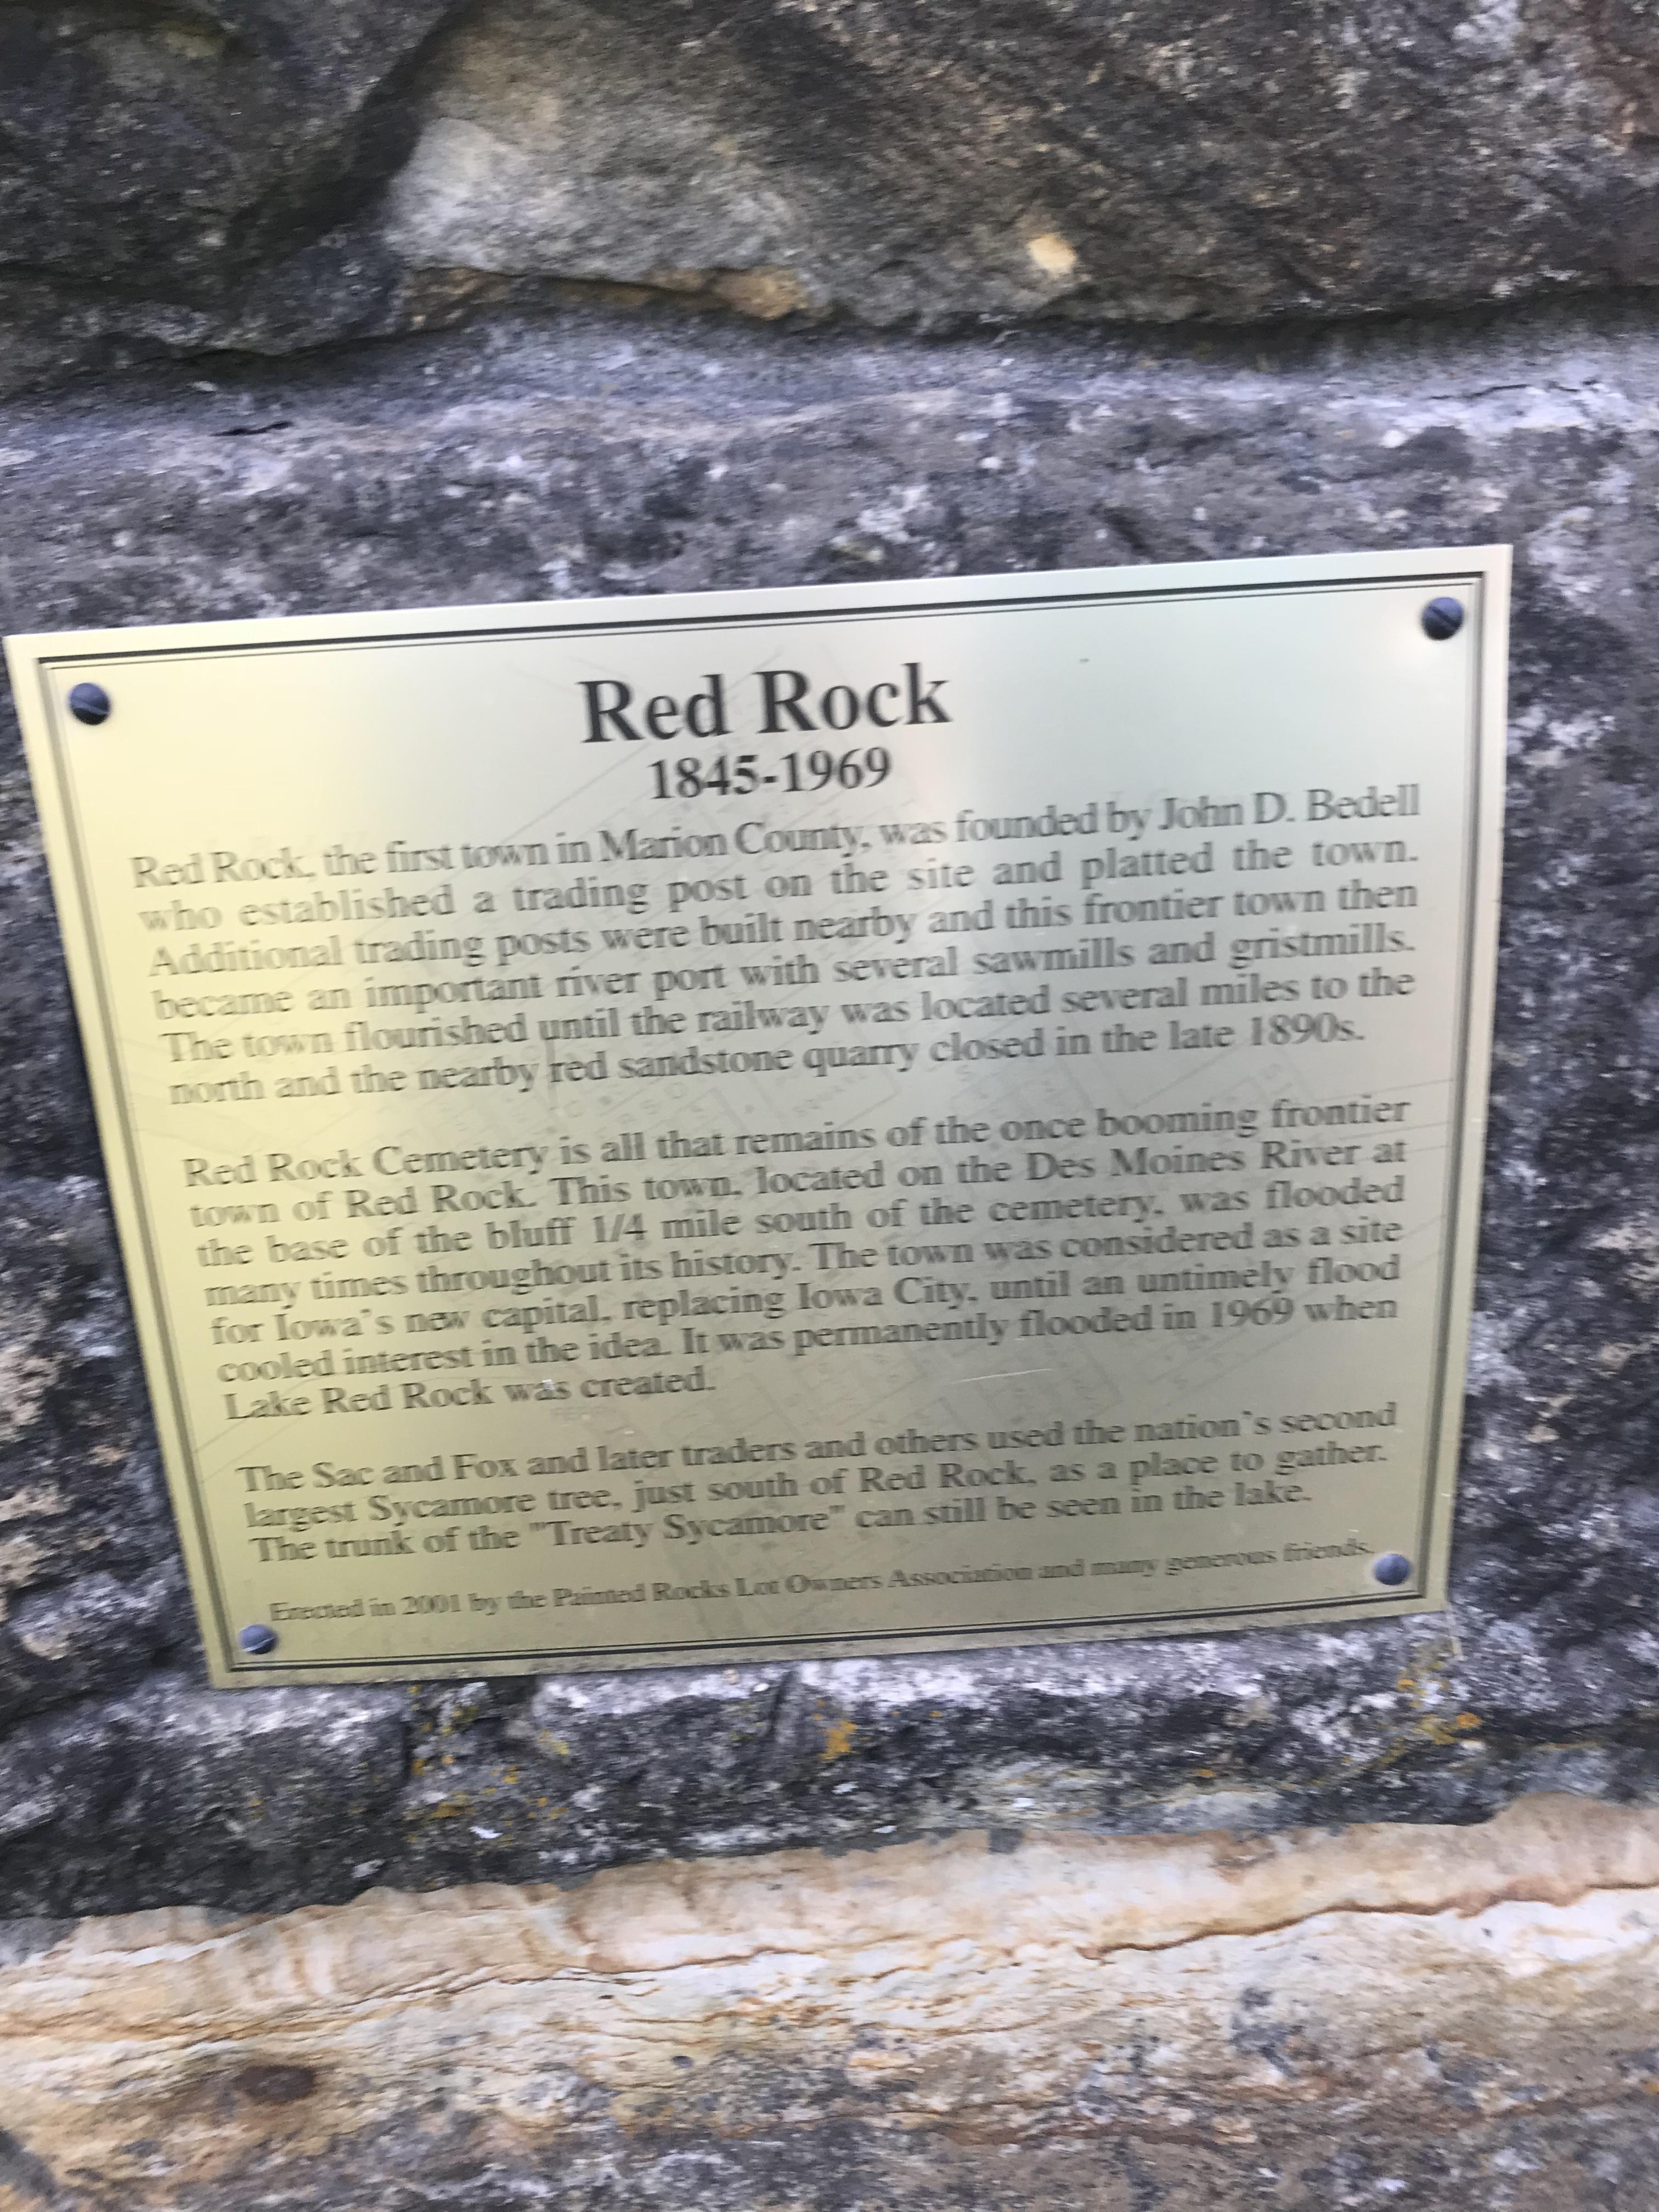 Red Rock
1845-1969
Red Rock, the first town in Marion County, was founded by John D. Bedell
who established a trading post on the site and platted the town.
Additional trading posts were built nearby and this frontier town then
became an important river port with several sawmills and gristmills.
The town flourished until the railway was located several miles to the
north and the nearby red sandstone quarry closed in the late 1890s.
Red Rock Cemetery is all that remains of the once booming frontier
town of Red Rock. This town, located on the Des Moines River at
the base of the bluff 1/4 mile south of the cemetery, was flooded
many times throughout its history. The town was considered as a site
for Iowa's new capital, replacing Iowa City, until an untimely flood
cooled interest in the idea. It was permanently flooded in 1969 when
Lake Red Rock was created.
The Sac and Fox and later traders and others used the nation's second
largest Sycamore tree, just south of Red Rock, as a place to gather.
The trunk of the "Treaty Sycamore" can still be seen in the lake.
Erected in 2001 by the Painted Rocks Lot Owners Association and many generous friends.